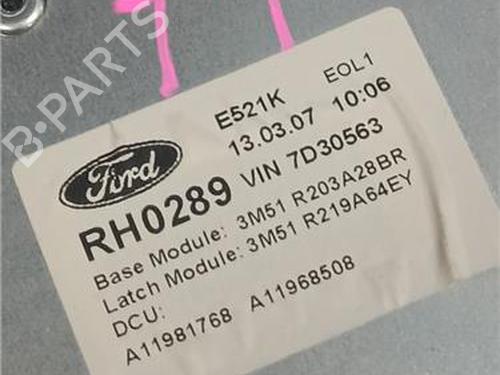 B-PARTS
E521K EOL1
13.03.07 10:06
Ford
RH0289 VIN 7D30563
Base Module: 3M51 R203A28BR
Latch Module: 3M51 R219A64EY
DCU:
A11981768 A11968508